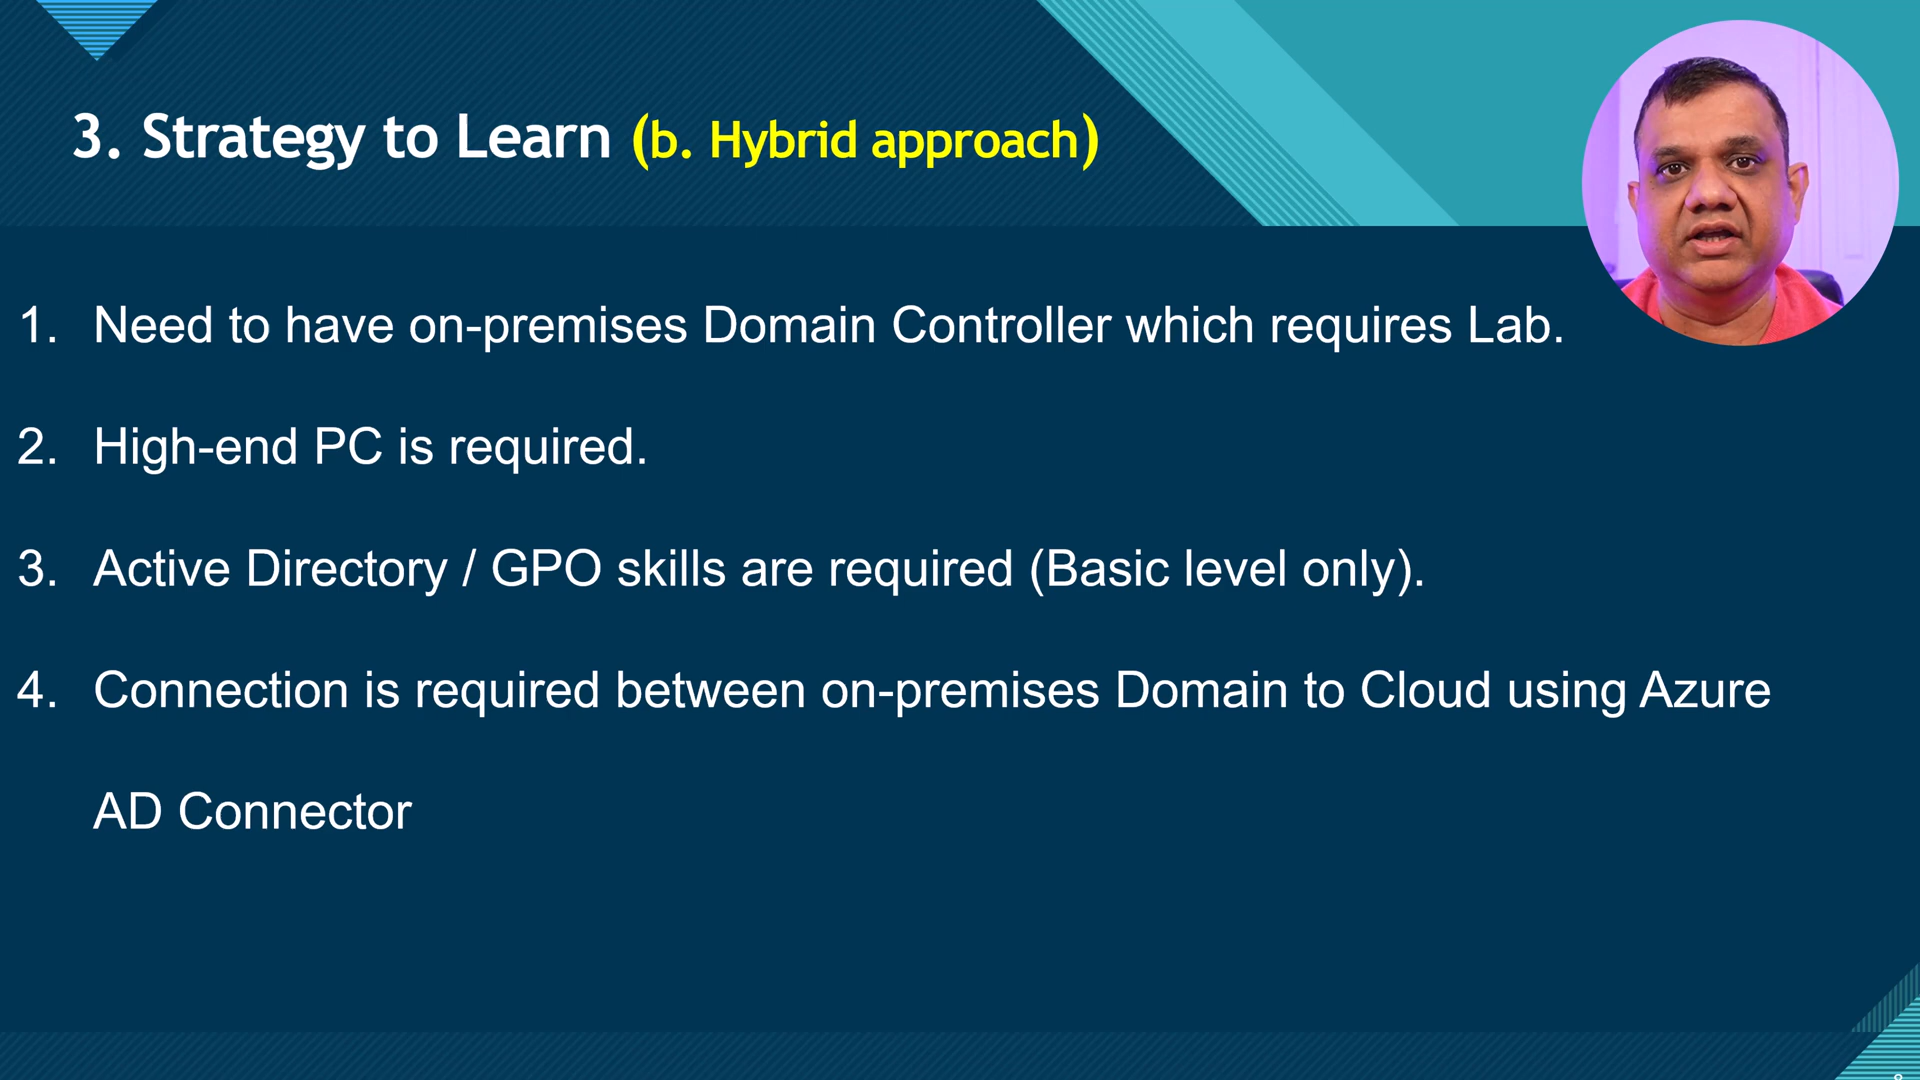 3. Strategy to Learn (b. Hybrid approach)
1. Need to have on-premises Domain Controller which requires Lab.
2. High-end PC is required.
3. Active Directory / GPO skills are required (Basic level only).
4. Connection is required between on-premises Domain to Cloud using Azure
AD Connector